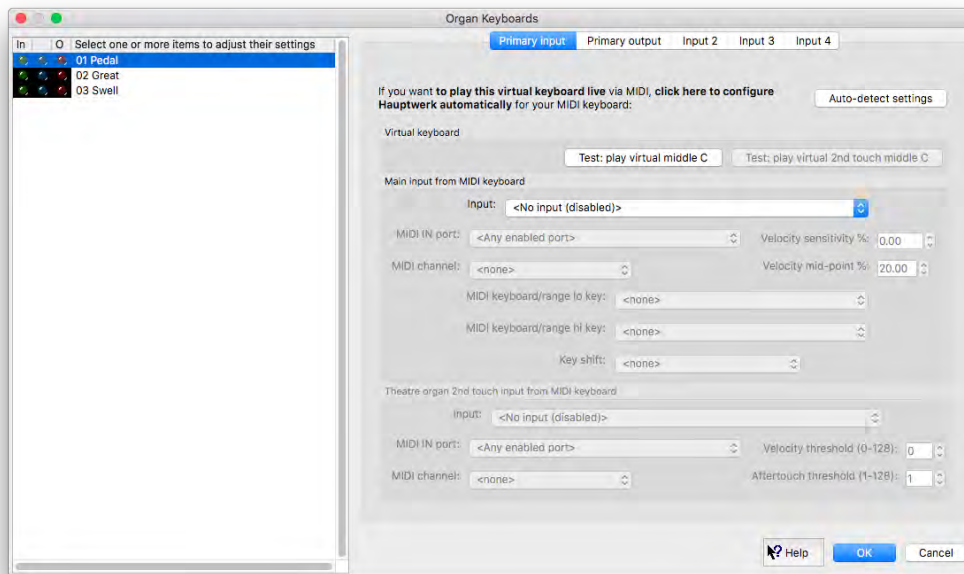 Organ Keyboards
In O Select one or more items to adjust their settings
01 Pedal
02 Great
03 Swell
Primary input Primary output Input 2 Input 3 Input 4
If you want to play this virtual keyboard live via MIDI, click here to configure
Hauptwerk automatically for your MIDI keyboard:
Auto-detect settings
Virtual keyboard
Test: play virtual middle C Test: play virtual 2nd touch middle C
Main input from MIDI keyboard
Input: <No input (disabled)>
MIDI IN port: <Any enabled port> Velocity sensitivity %: 0.00
MIDI channel: <none> Velocity mid-point %: 20.00
MIDI keyboard/range lo key: <none>
MIDI keyboard/range hi key: <none>
Key shift: <none>
Theatre organ 2nd touch input from MIDI keyboard
Input: <No input (disabled)>
MIDI IN port: <Any enabled port> Velocity threshold (0-128): 0
MIDI channel: <none> Aftertouch threshold (1-128): 1
Help OK Cancel